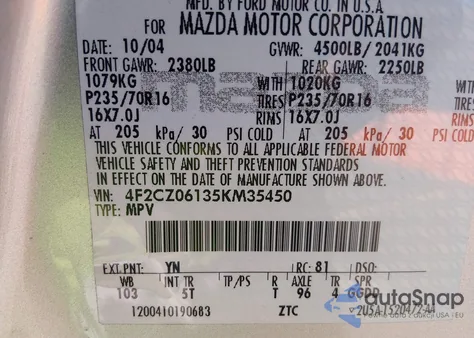 MFD. BY FORD MOTOR CO. IN U.S.A.
FOR MAZDA MOTOR CORPORATION
DATE: 10/04 GVWR: 4500LB/ 2041KG
FRONT GAWR: 2380LB REAR GAWR: 2250LB
1079KG WITH 1020KG WITH
P235/70R16 TIRES P235/70R16 TIRES
16X7.0J RIMS 16X7.0J RIMS
AT 205 kPa/ 30 PSI COLD AT 205 kPa/ 30 PSI COLD
THIS VEHICLE CONFORMS TO ALL APPLICABLE FEDERAL MOTOR
VEHICLE SAFETY AND THEFT PREVENTION STANDARDS
IN EFFECT ON THE DATE OF MANUFACTURE SHOWN ABOVE.
VIN: 4F2CZ06135KM35450
TYPE: MPV
EXT PNT: YN RC: 81 DSO:
WB INT TR TP/PS R AXLE TR SPR
103 5T T 96 4 GGDD
1200410190683 ZTC
autoSnap